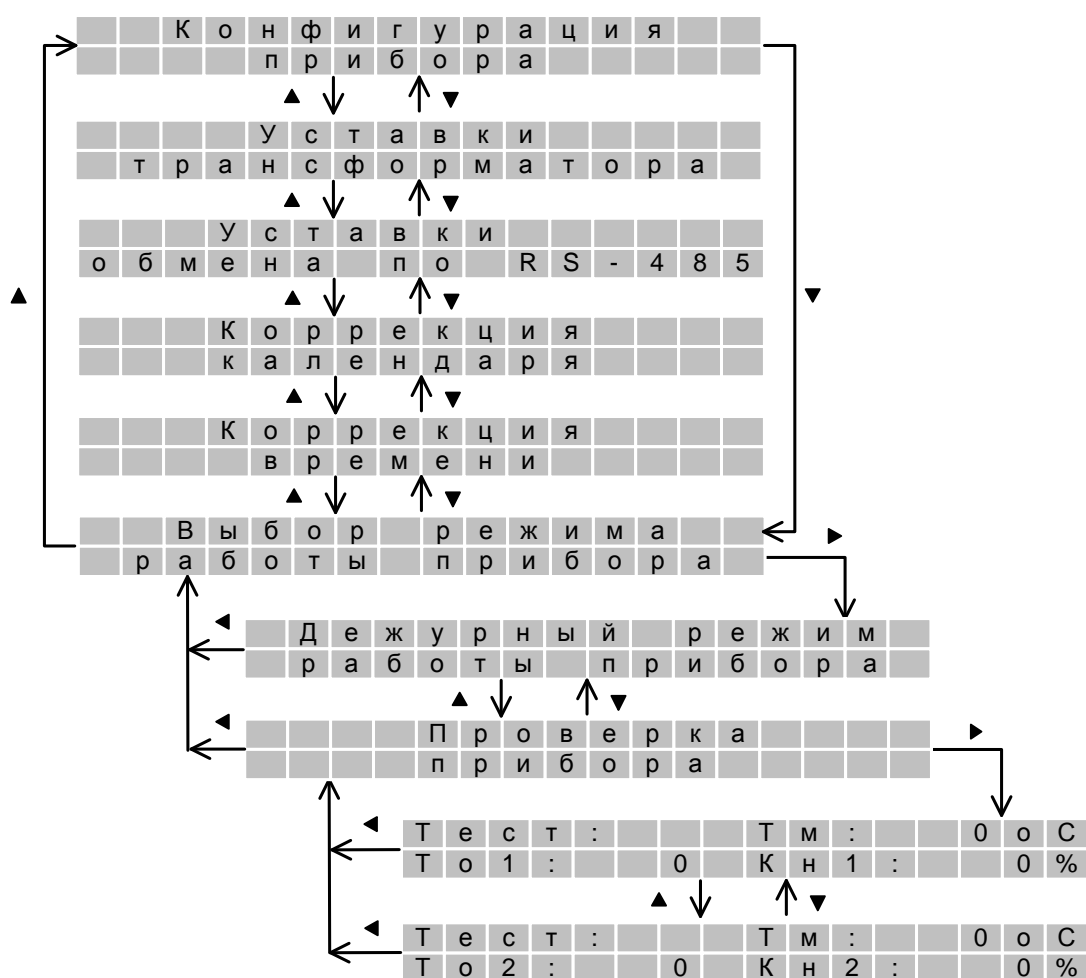 Конфигурация
прибора
Уставки
трансформатора
Уставки
обмена по RS-485
Коррекция
календаря
Коррекция
времени
Выбор режима
работы прибора
Дежурный режим
работы прибора
Проверка
прибора
Тест: Тм: 0оС
То1: 0 Кн1: 0%
Тест: Тм: 0оС
То2: 0 Кн2: 0%